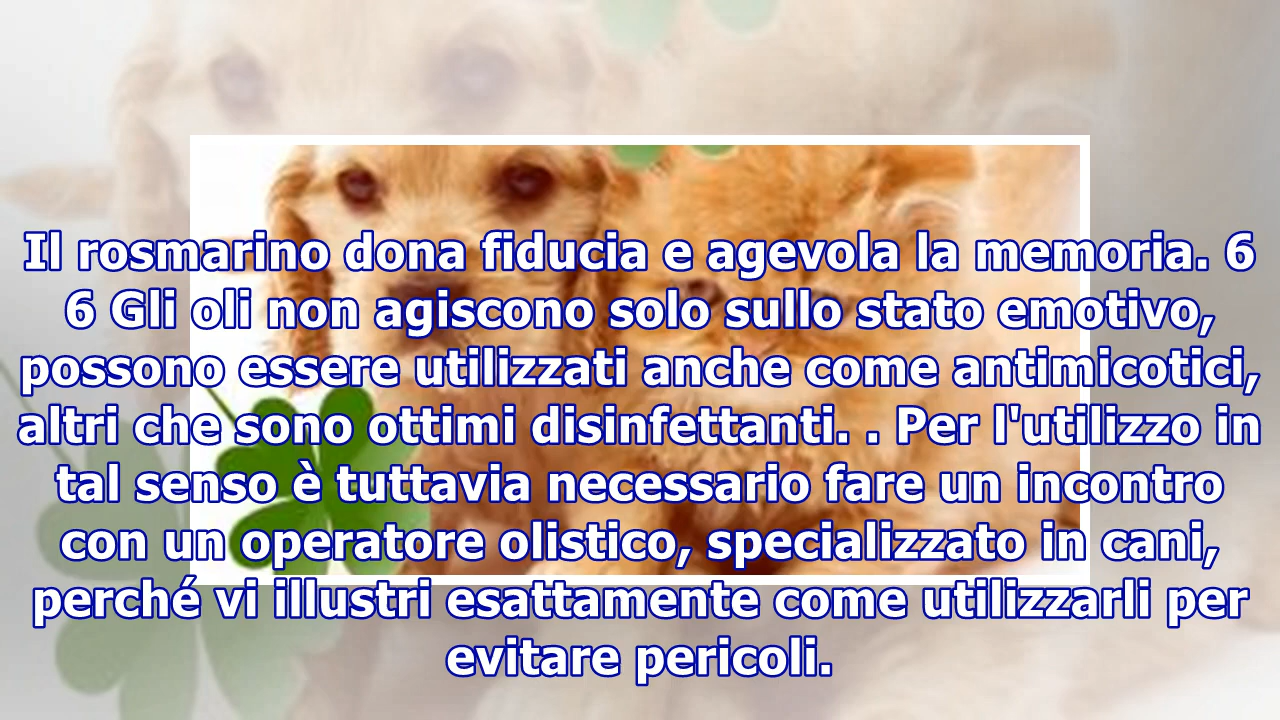 Il rosmarino dona fiducia e agevola la memoria. 6
6 Gli oli non agiscono solo sullo stato emotivo,
possono essere utilizzati anche come antimicotici,
altri che sono ottimi disinfettanti. . Per l'utilizzo in
tal senso è tuttavia necessario fare un incontro
con un operatore olistico, specializzato in cani,
perché vi illustri esattamente come utilizzarli per
evitare pericoli.